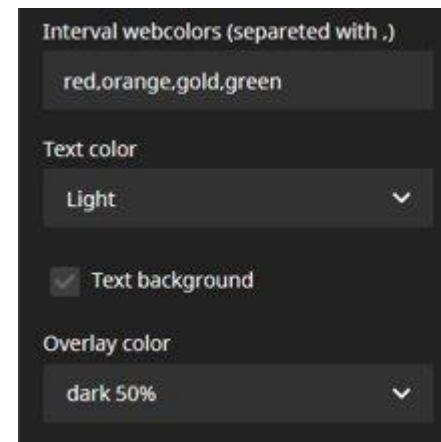 Interval webcolors (separeted with ,)
red,orange,gold,green
Text color
Light
Text background
Overlay color
dark 50%